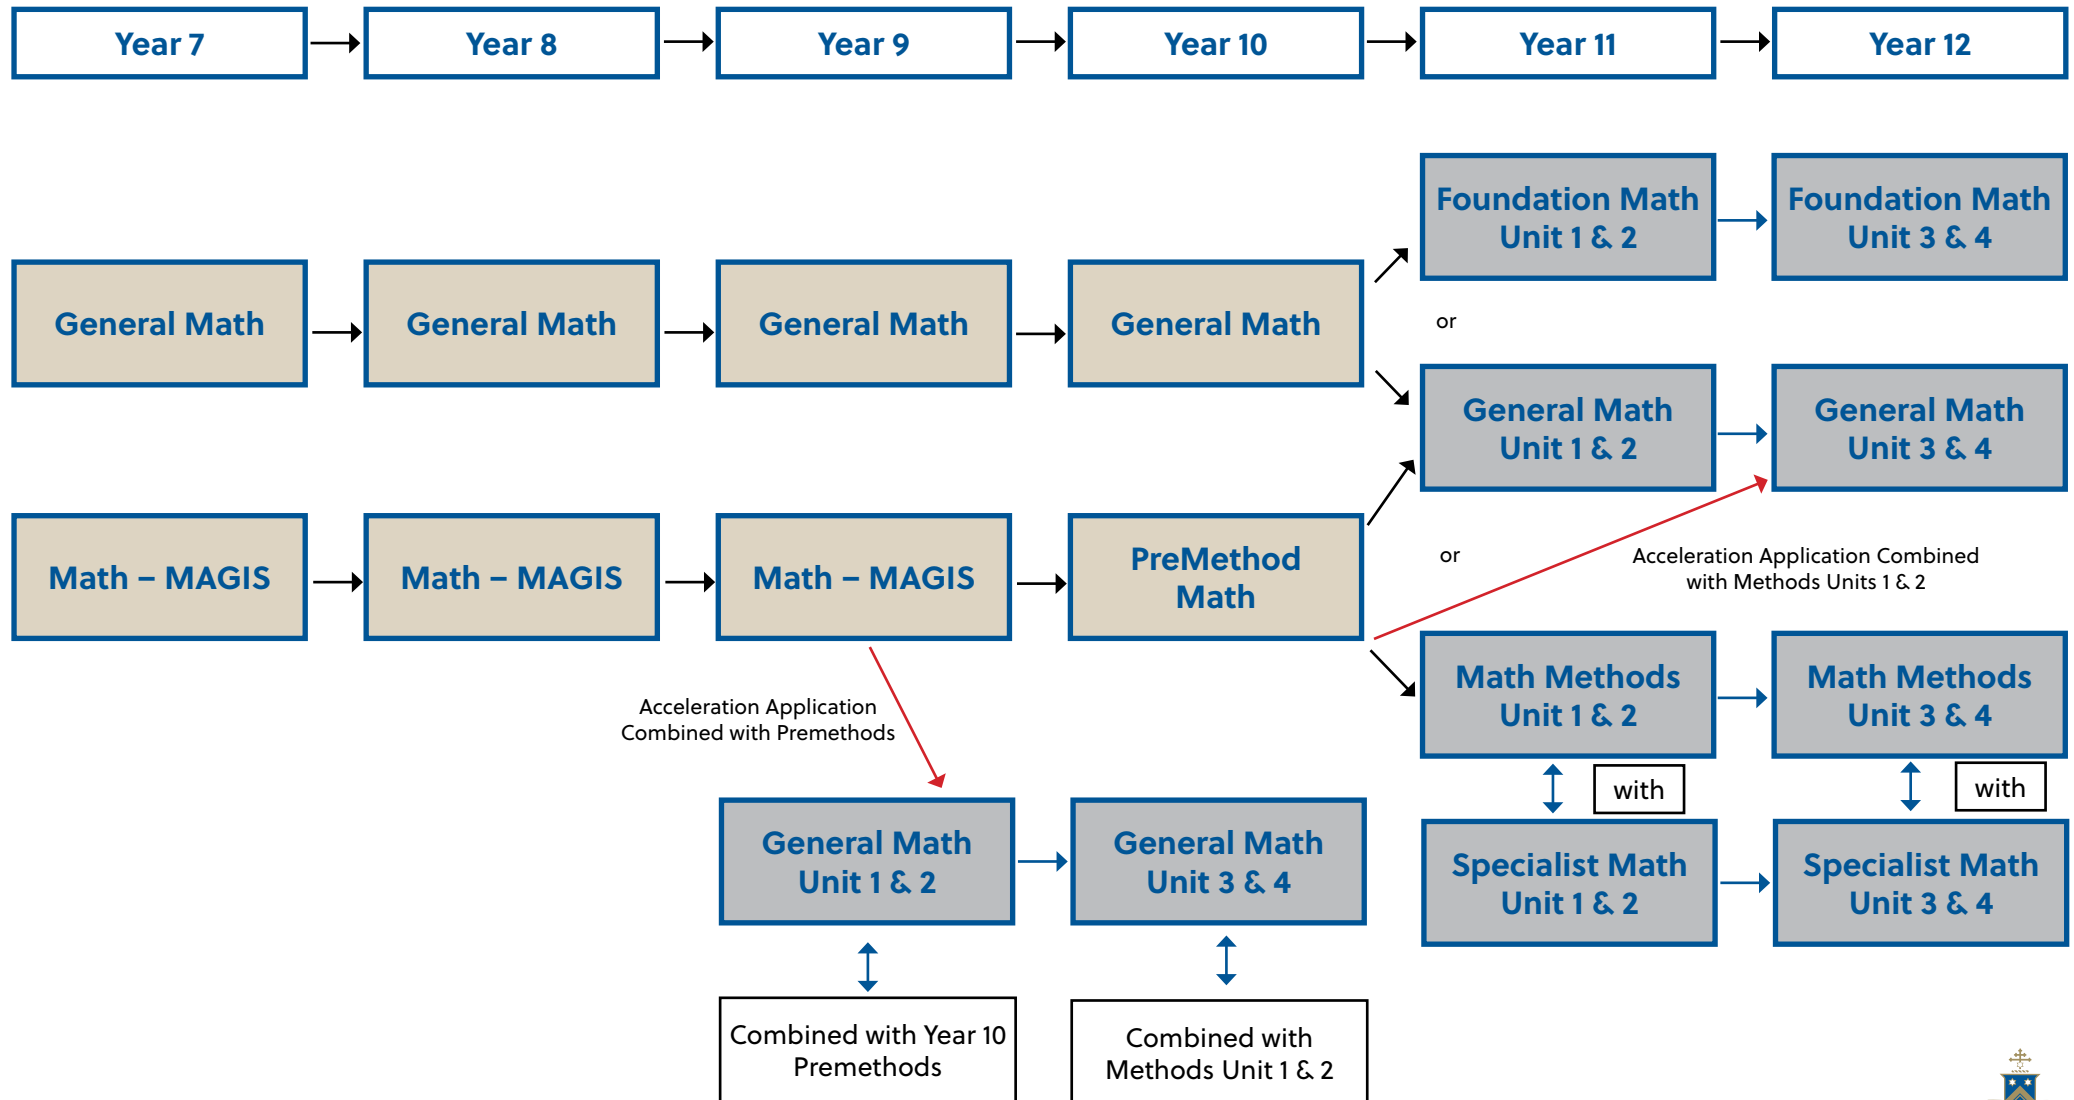 Year 7
Year 8
Year 9
Year 10
Year 11
Year 12
Foundation Math
Unit 1 & 2
Foundation Math
Unit 3 & 4
General Math
General Math
General Math
General Math
or
General Math
Unit 1 & 2
General Math
Unit 3 & 4
Math – MAGIS
Math – MAGIS
Math – MAGIS
PreMethod
Math
or
Acceleration Application Combined
with Methods Units 1 & 2
Math Methods
Unit 1 & 2
Math Methods
Unit 3 & 4
Acceleration Application
Combined with Premethods
with
with
General Math
Unit 1 & 2
General Math
Unit 3 & 4
Specialist Math
Unit 1 & 2
Specialist Math
Unit 3 & 4
Combined with Year 10
Premethods
Combined with
Methods Unit 1 & 2